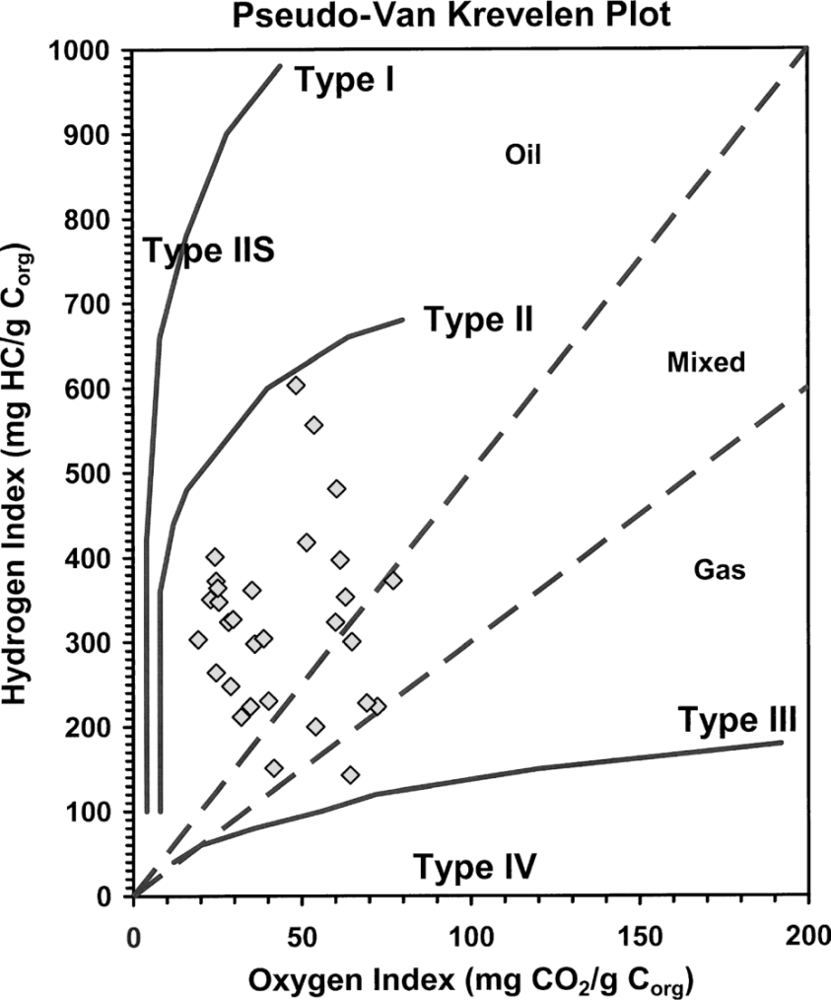 Pseudo-Van Krevelen Plot
1000
900
800
700
600
500
400
300
200
100
0
Hydrogen Index (mg HC/g Corg)
Type I
Oil
Type IIS
Type II
Mixed
Gas
Type III
Type IV
0 50 100 150 200
Oxygen Index (mg CO₂/g Corg)